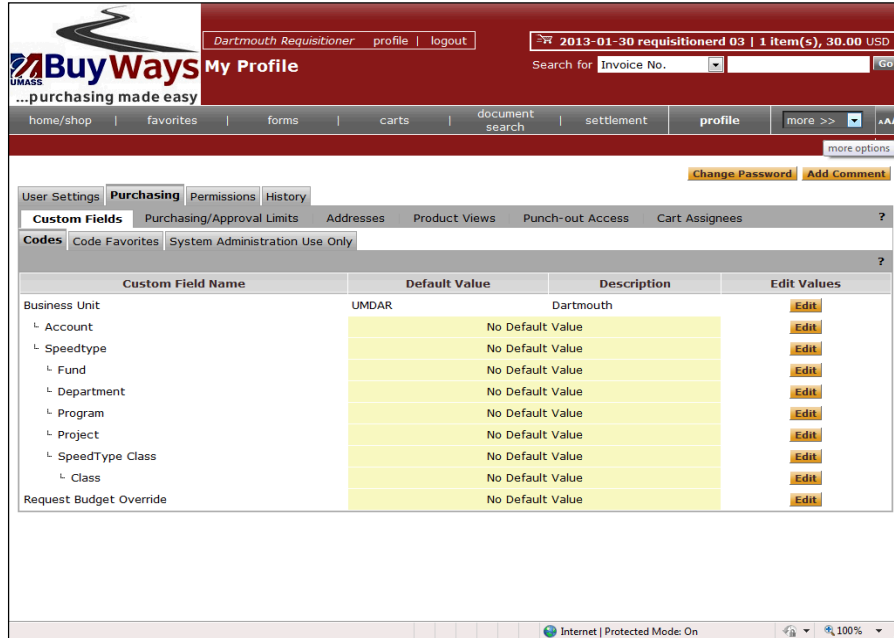 Dartmouth Requisitioner profile | logout
2013-01-30 requisitionerd 03 | 1 item(s), 30.00 USD
UMASS BuyWays
...purchasing made easy
My Profile
Search for Invoice No. Go
home/shop | favorites | forms | carts | document search | settlement profile more >> AAA
more options
Change Password Add Comment
User Settings Purchasing Permissions History
Custom Fields Purchasing/Approval Limits Addresses Product Views Punch-out Access Cart Assignees ?
Codes Code Favorites System Administration Use Only
?
Custom Field Name Default Value Description Edit Values
Business Unit UMDAR Dartmouth Edit
Account No Default Value Edit
Speedtype No Default Value Edit
Fund No Default Value Edit
Department No Default Value Edit
Program No Default Value Edit
Project No Default Value Edit
SpeedType Class No Default Value Edit
Class No Default Value Edit
Request Budget Override No Default Value Edit
Internet | Protected Mode: On 100%